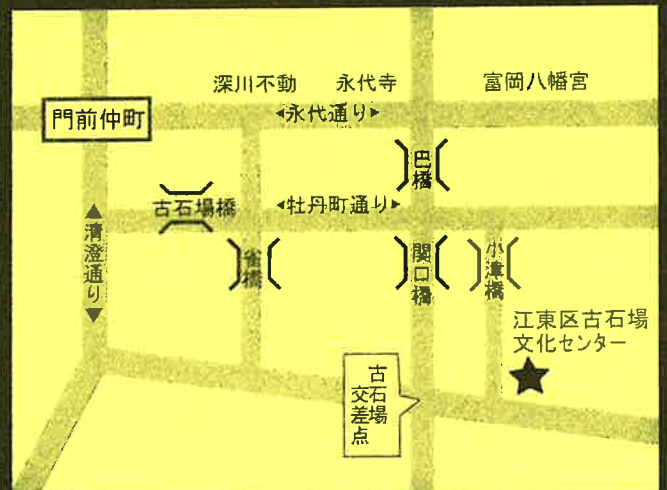 深川不動
永代寺
富岡八幡宮
門前仲町
◀永代通り▶
巴橋
古石場橋
◀牡丹町通り▶
▲清澄通り▼
雀橋
関口橋
小津橋
江東区古石場
文化センター
古石場
交差点